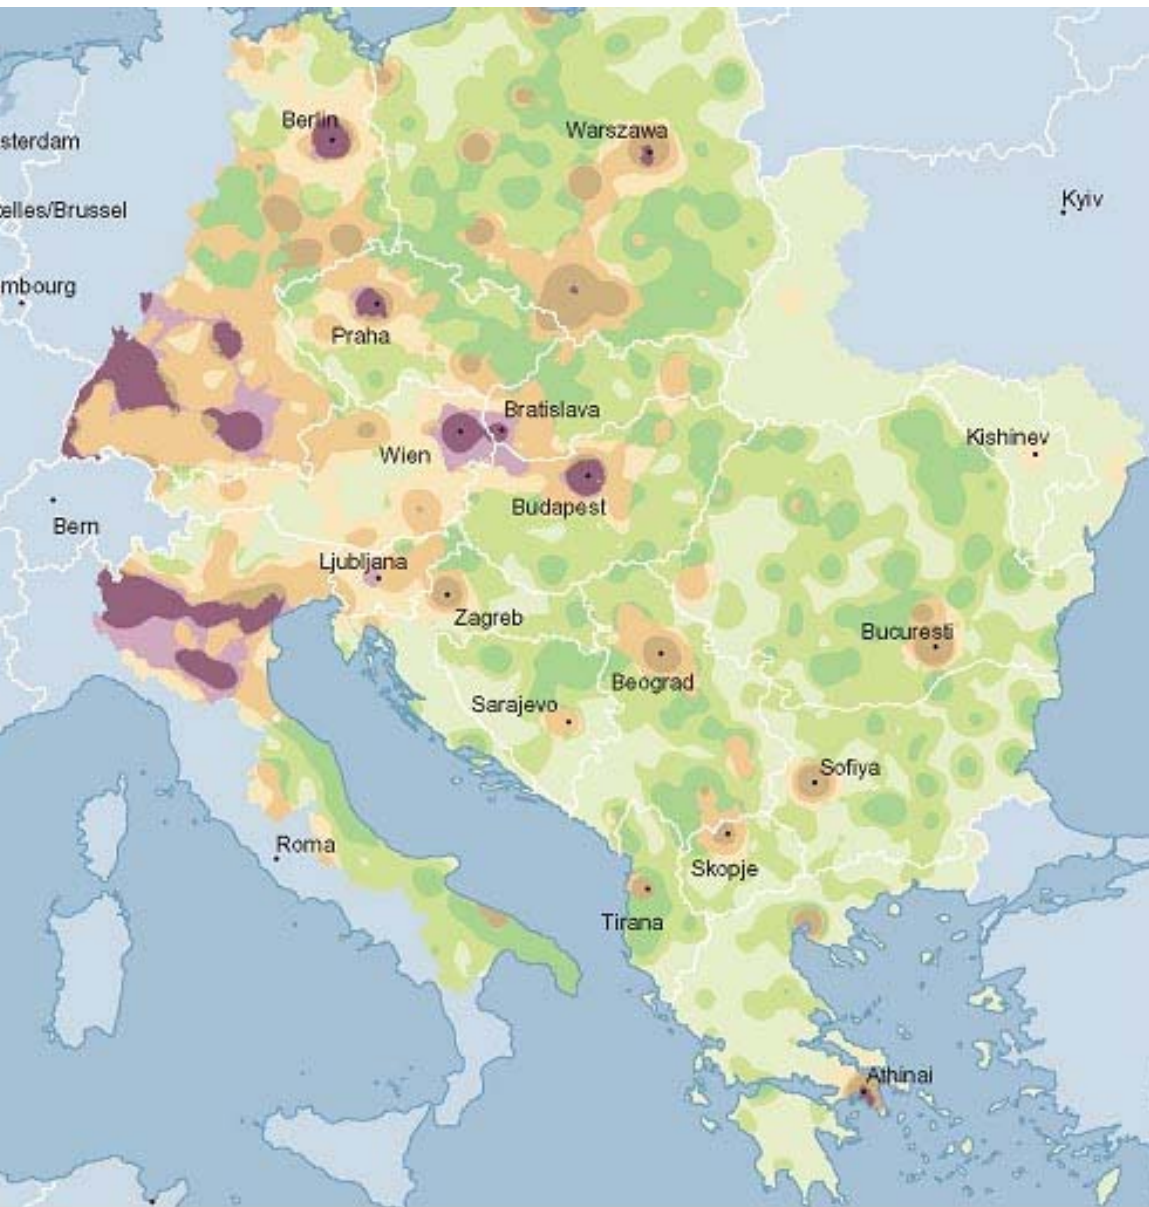 Berlin
Warszawa
sterdam
Kyiv
elles/Brussel
mbourg
Praha
Bratislava
Kishinev
Wien
Budapest
Bern
Ljubljana
Zagreb
Bucuresti
Beograd
Sarajevo
Sofiya
Roma
Skopje
Tirana
Athinai